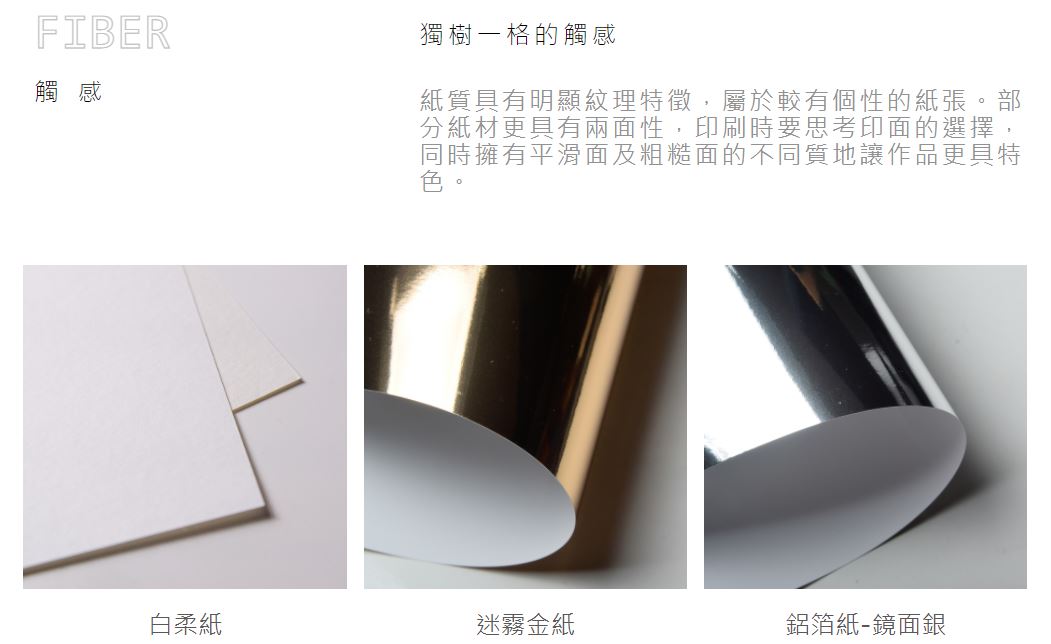 FIBER
觸 感
獨樹一格的觸感
紙質具有明顯紋理特徵，屬於較有個性的紙張。部
分紙材更具有兩面性，印刷時要思考印面的選擇，
同時擁有平滑面及粗糙面的不同質地讓作品更具特
色。
白柔紙
迷霧金紙
鋁箔紙-鏡面銀